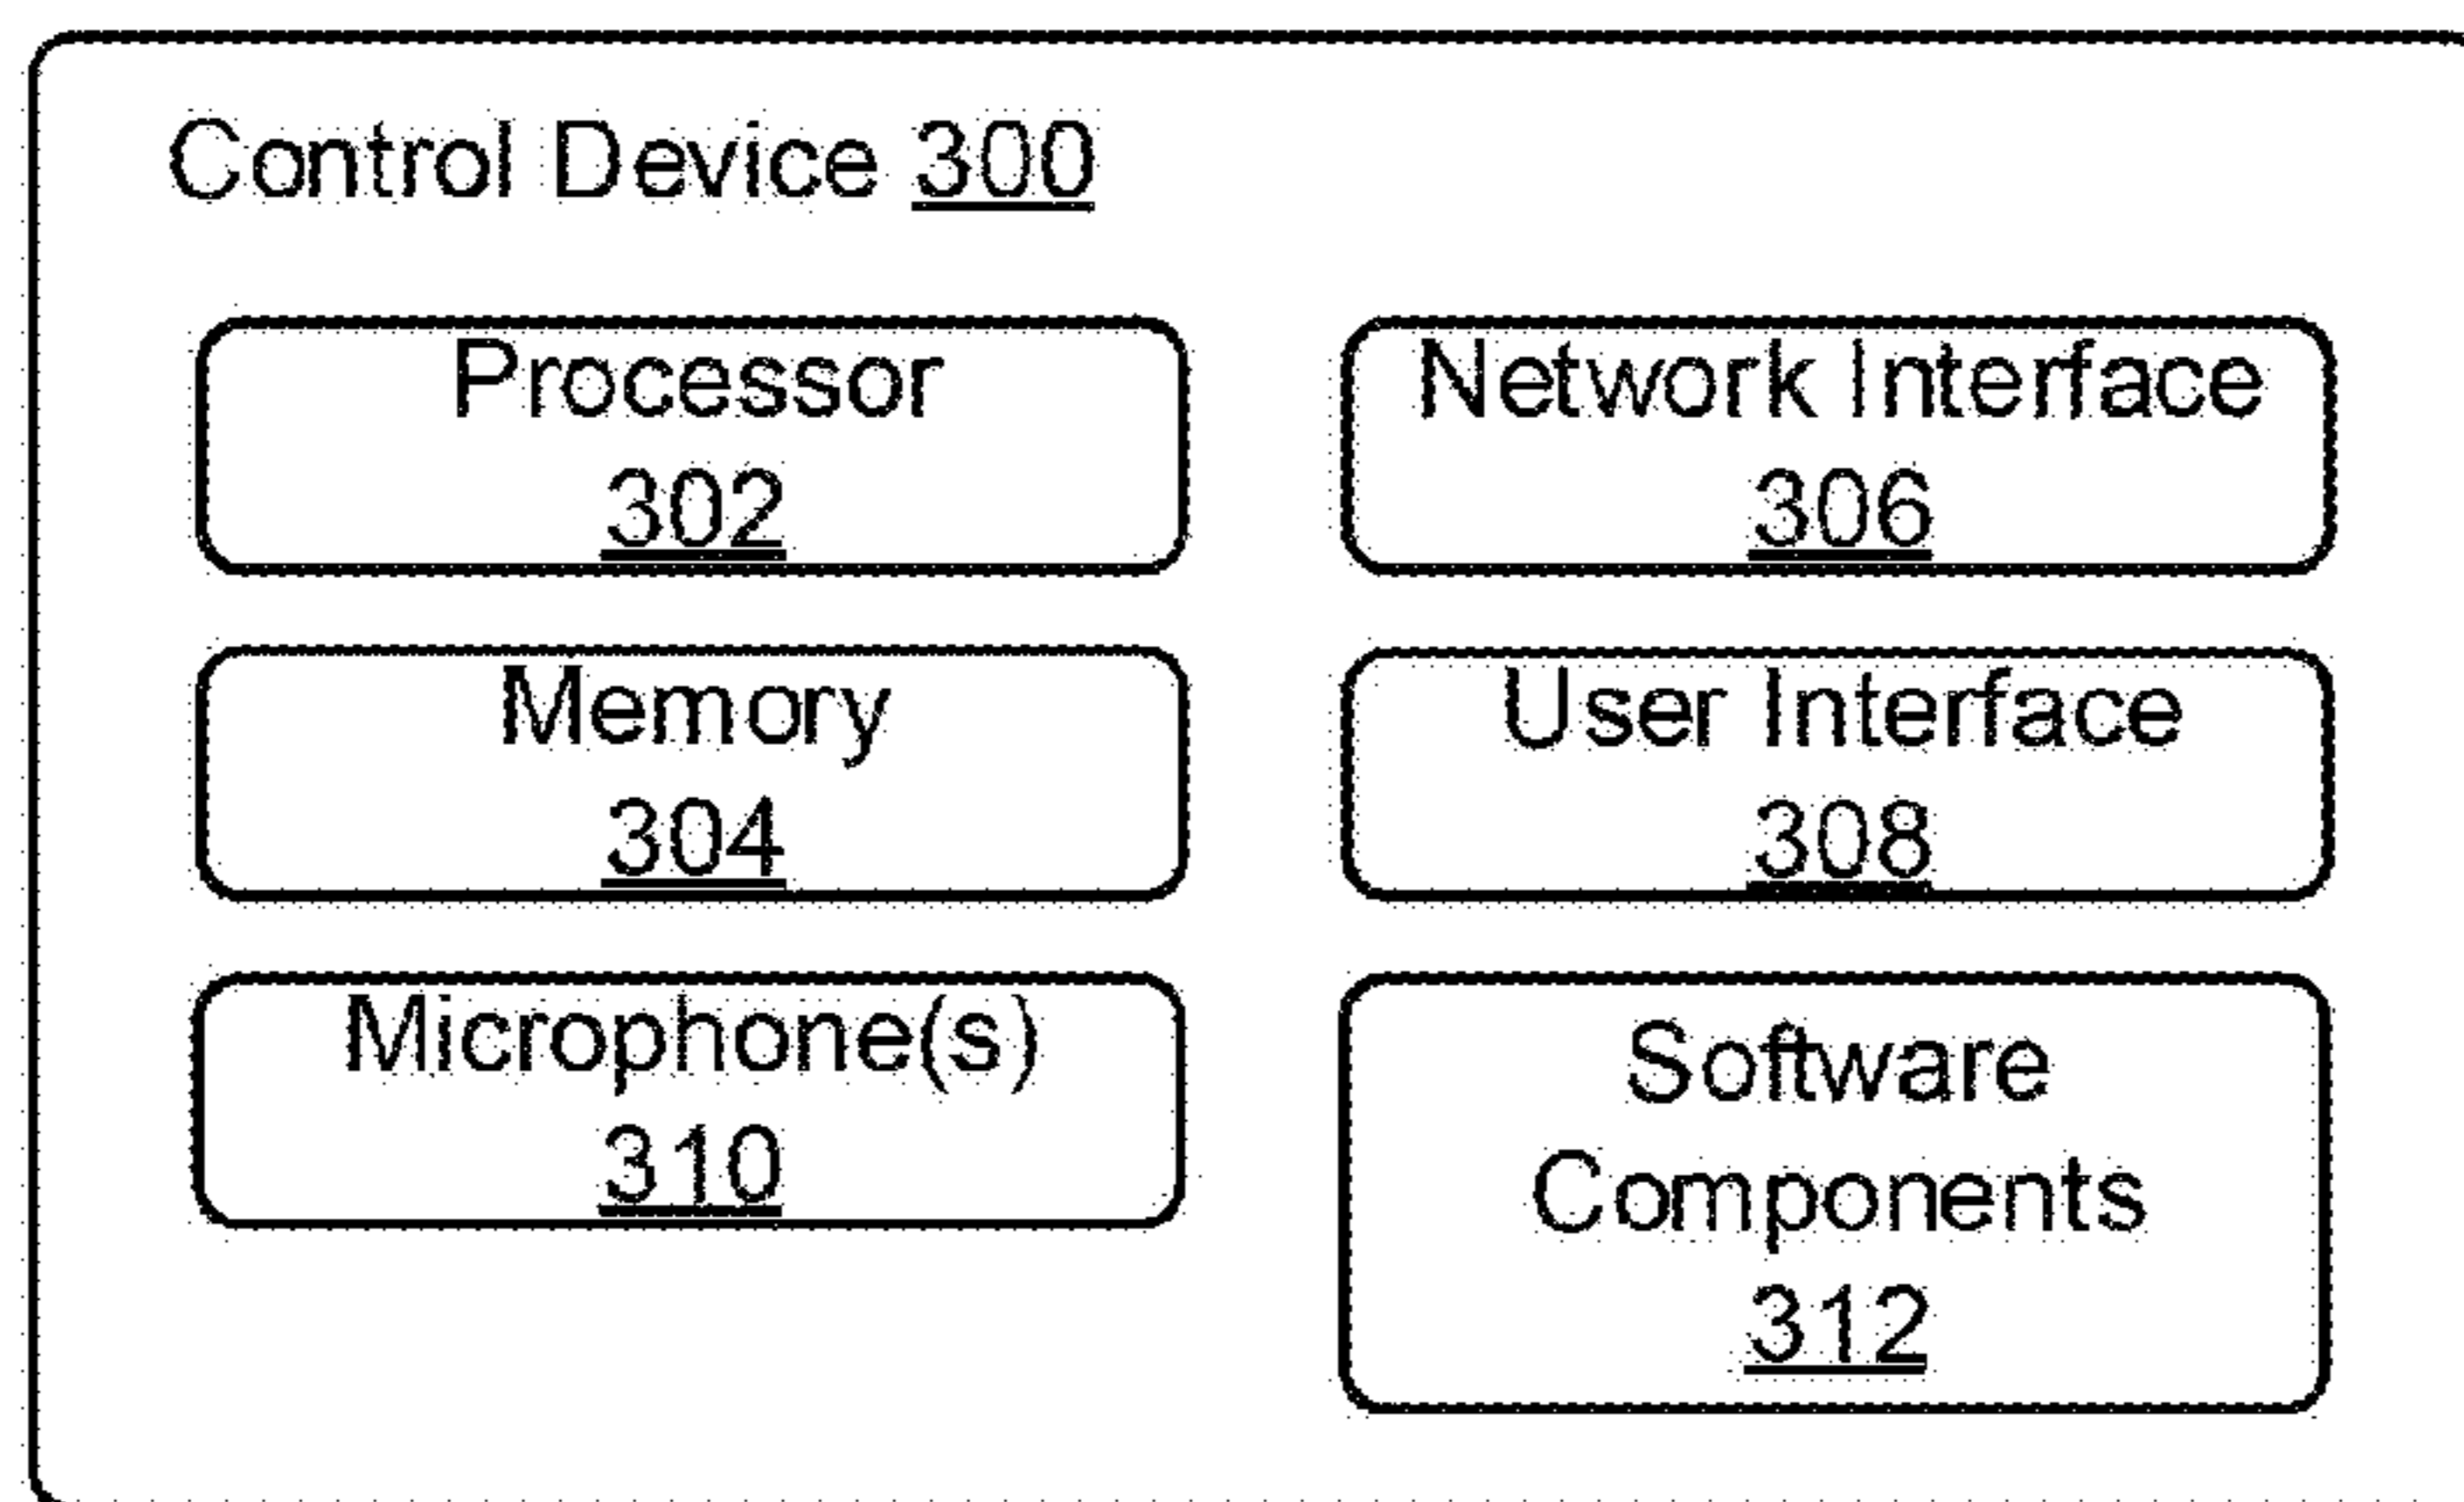 Control Device 300
Processor
302
Network Interface
306
Memory
304
User Interface
308
Microphone(s)
310
Software
Components
312